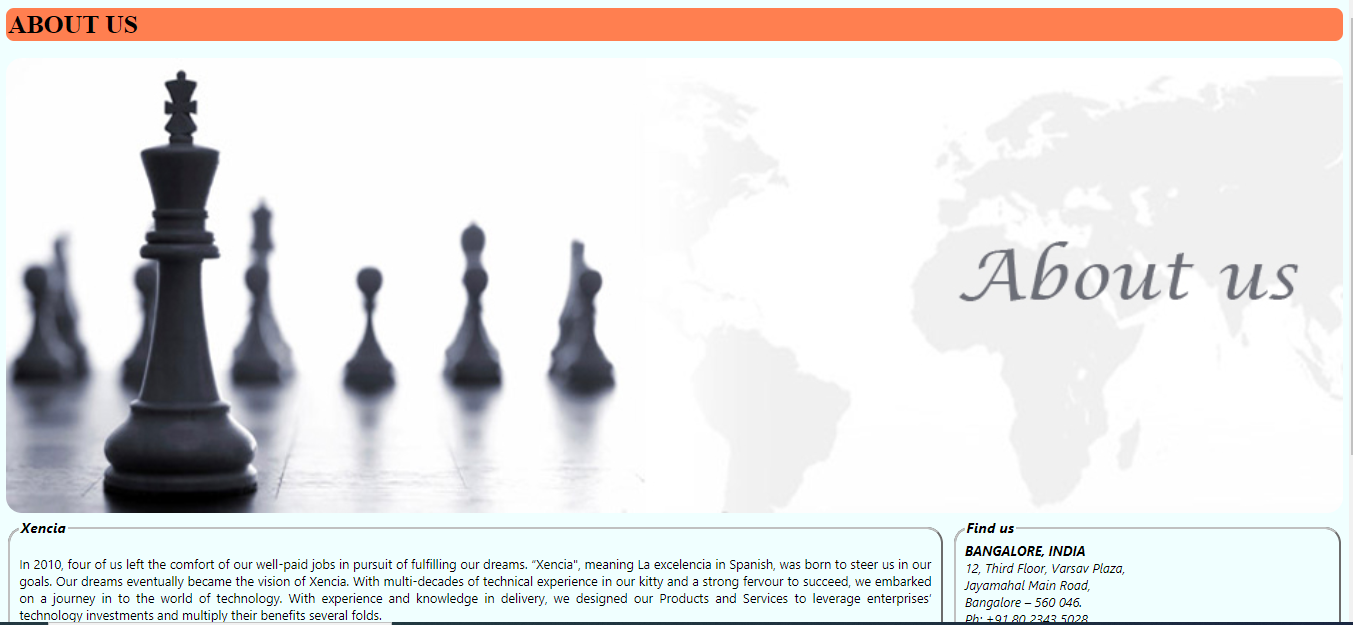 ABOUT US
About us
Xencia
In 2010, four of us left the comfort of our well-paid jobs in pursuit of fulfilling our dreams. “Xencia", meaning La excelencia in Spanish, was born to steer us in our
goals. Our dreams eventually became the vision of Xencia. With multi-decades of technical experience in our kitty and a strong fervour to succeed, we embarked
on a journey in to the world of technology. With experience and knowledge in delivery, we designed our Products and Services to leverage enterprises’
technology investments and multiply their benefits several folds.
Find us
BANGALORE, INDIA
12, Third Floor, Varsav Plaza,
Jayamahal Main Road,
Bangalore – 560 046.
Ph: +91 80 2343 5028